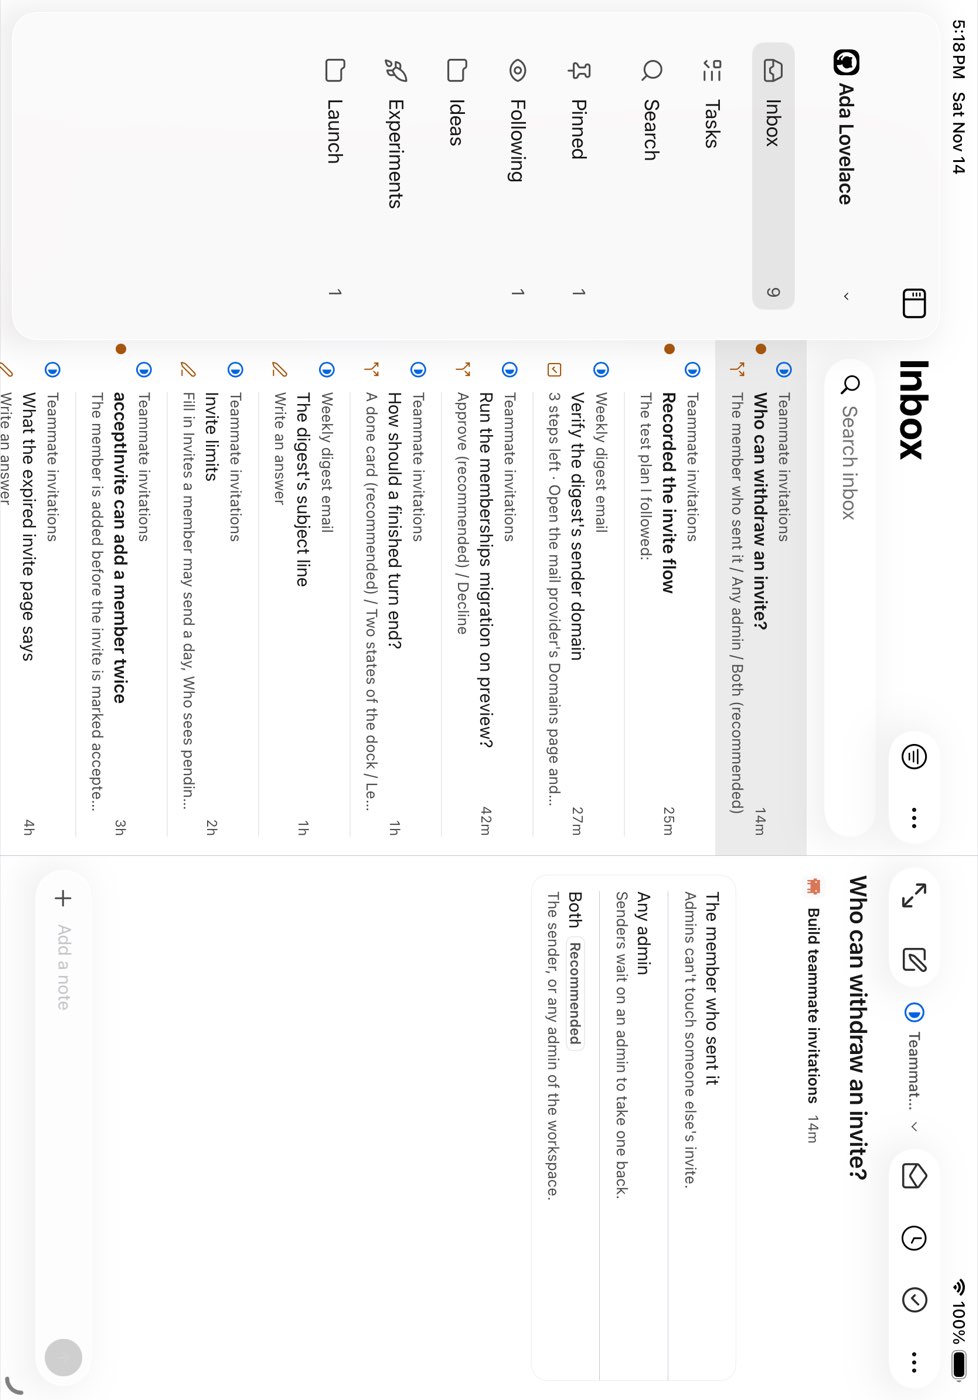 5:18 PM Sat Nov 14
100%
Ada Lovelace
Inbox 9
Tasks
Search
Pinned 1
Following 1
Ideas
Experiments
Launch 1
Inbox
Search inbox
Teammate invitations
Who can withdraw an invite? 14m
The member who sent it / Any admin / Both (recommended)
Teammate invitations
Recorded the invite flow 25m
The test plan I followed:
Weekly digest email
Verify the digest's sender domain 27m
3 steps left · Open the mail provider's Domains page and...
Teammate invitations
Run the memberships migration on preview? 42m
Approve (recommended) / Decline
Teammate invitations
How should a finished turn end? 1h
A done card (recommended) / Two states of the dock / Le...
Weekly digest email
The digest's subject line 1h
Write an answer
Teammate invitations
Invite limits 2h
Fill in Invites a member may send a day, Who sees pendin...
Teammate invitations
acceptInvite can add a member twice 3h
The member is added before the invite is marked accepte...
Teammate invitations
What the expired invite page says 4h
Write an answer
Teammat...
Who can withdraw an invite?
Build teammate invitations 14m
The member who sent it
Admins can't touch someone else's invite.
Any admin
Senders wait on an admin to take one back.
Both Recommended
The sender, or any admin of the workspace.
Add a note